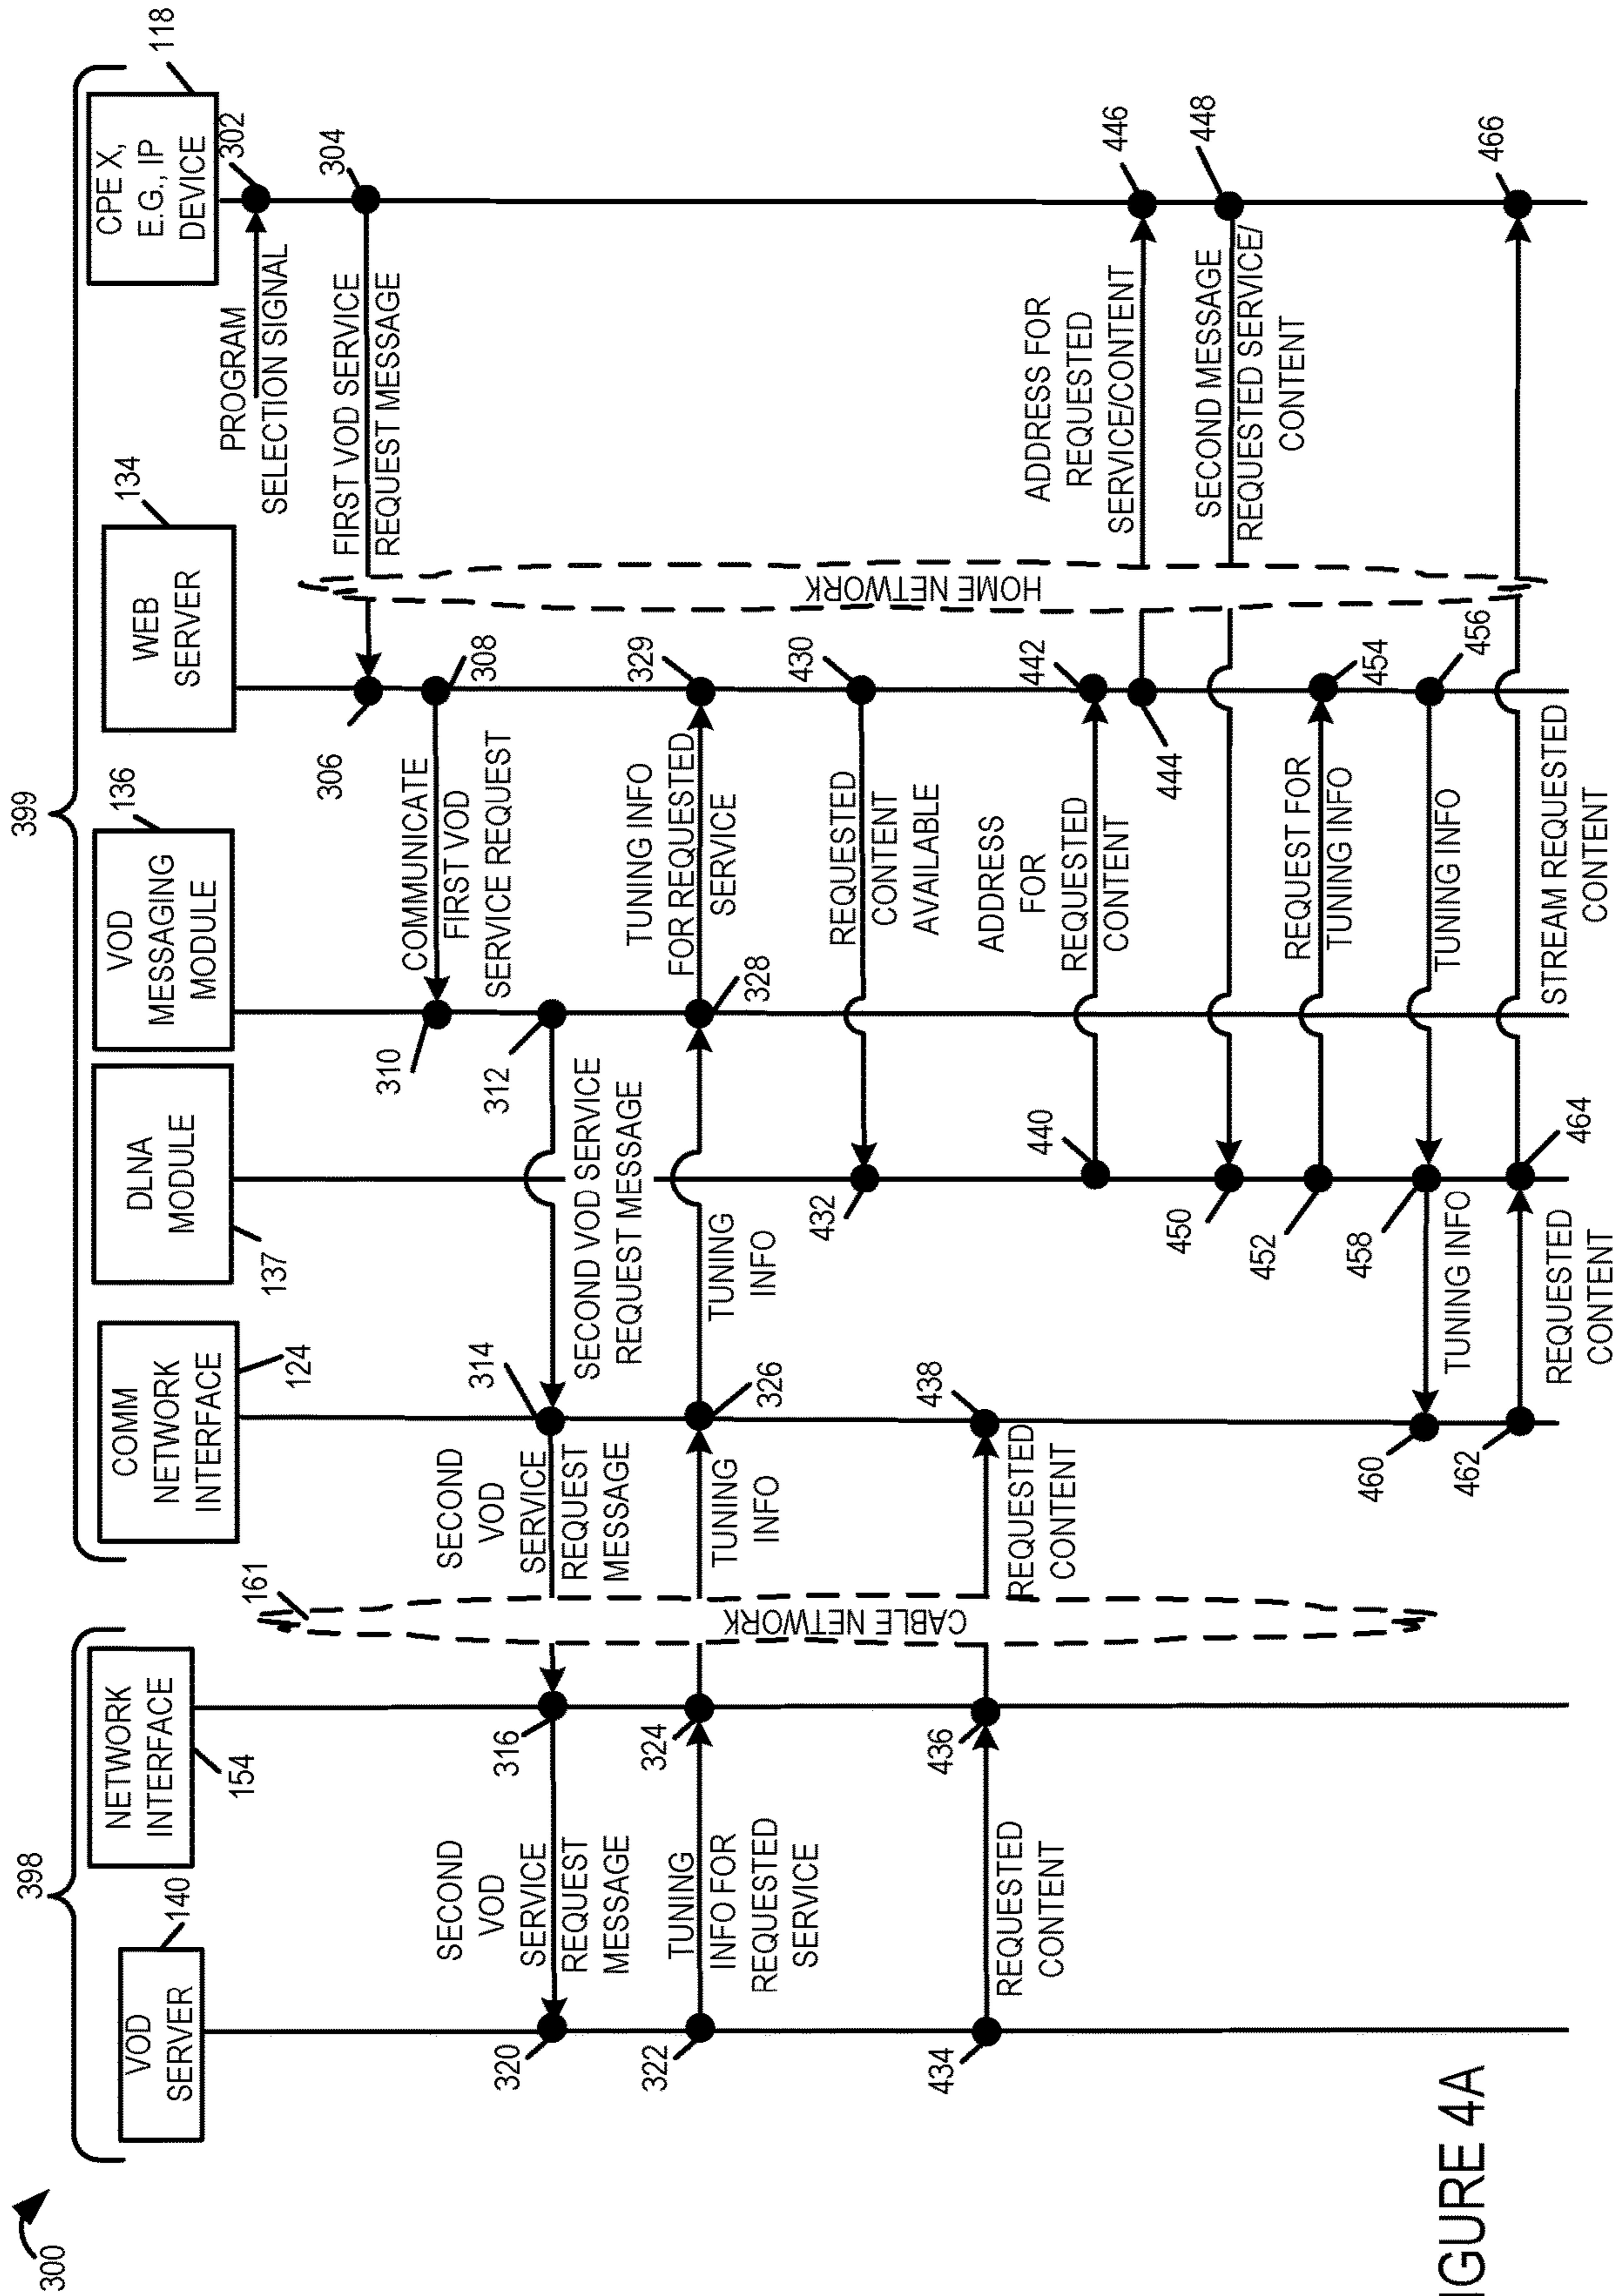 300
398
399
VOD
SERVER
140
NETWORK
INTERFACE
154
161
COMM
NETWORK
INTERFACE
124
DLNA
MODULE
137
VOD
MESSAGING
MODULE
136
WEB
SERVER
134
CPE X,
E.G., IP
DEVICE
118
302
PROGRAM
SELECTION SIGNAL
304
FIRST VOD SERVICE
REQUEST MESSAGE
306
308
COMMUNICATE
FIRST VOD
SERVICE REQUEST
310
312
SECOND VOD SERVICE
REQUEST MESSAGE
314
SECOND
VOD
SERVICE
REQUEST
MESSAGE
316
SECOND
VOD
SERVICE
REQUEST
MESSAGE
320
322
TUNING
INFO FOR
REQUESTED
SERVICE
324
TUNING
INFO
326
TUNING
INFO
328
TUNING INFO
FOR REQUESTED
SERVICE
329
430
REQUESTED
CONTENT
AVAILABLE
432
434
REQUESTED
CONTENT
436
REQUESTED
CONTENT
438
CABLE NETWORK
HOME NETWORK
440
ADDRESS
FOR
REQUESTED
CONTENT
442
444
ADDRESS FOR
REQUESTED
SERVICE/CONTENT
446
448
SECOND MESSAGE
REQUESTED SERVICE/
CONTENT
450
452
REQUEST FOR
TUNING INFO
454
456
TUNING INFO
458
TUNING INFO
460
462
REQUESTED
CONTENT
464
STREAM REQUESTED
CONTENT
466
IGURE 4A